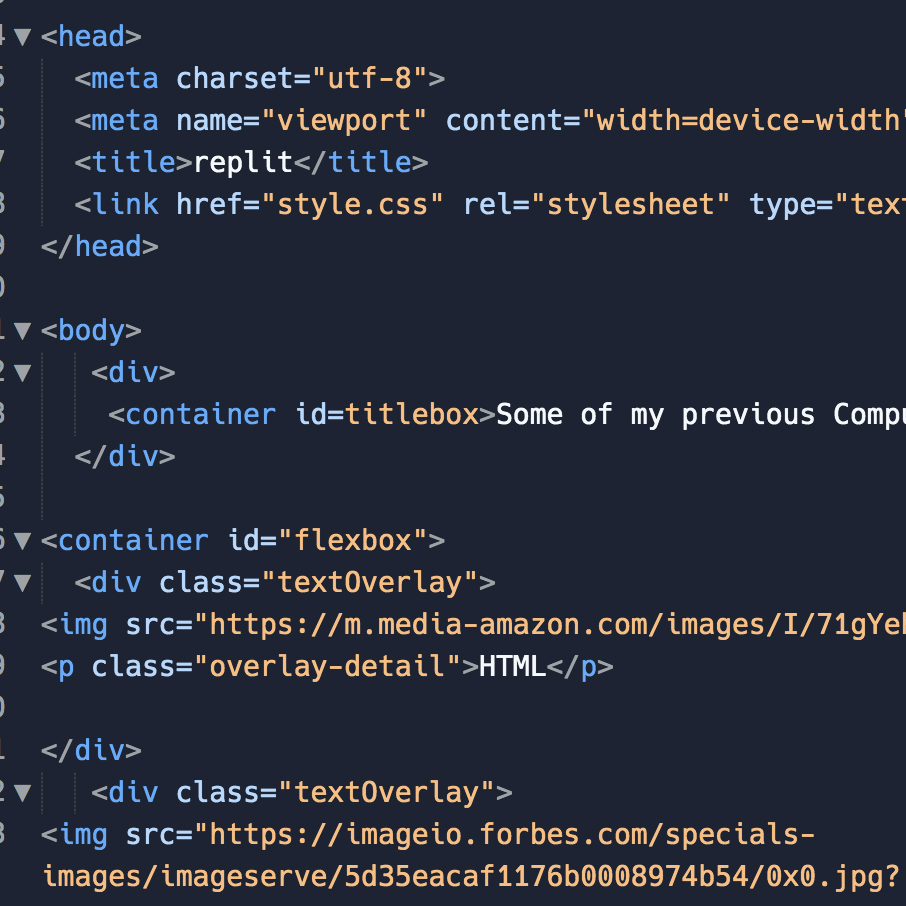 4 <head>
5 <meta charset="utf-8">
6 <meta name="viewport" content="width=device-width"
7 <title>replit</title>
8 <link href="style.css" rel="stylesheet" type="text
9 </head>
0
1 <body>
2 <div>
3 <container id=titlebox>Some of my previous Compu
4 </div>
5
6 <container id="flexbox">
7 <div class="textOverlay">
8 <img src="https://m.media-amazon.com/images/I/71gYe
9 <p class="overlay-detail">HTML</p>
0
1 </div>
2 <div class="textOverlay">
3 <img src="https://imageio.forbes.com/specials-
images/imageserve/5d35eacaf1176b0008974b54/0x0.jpg?